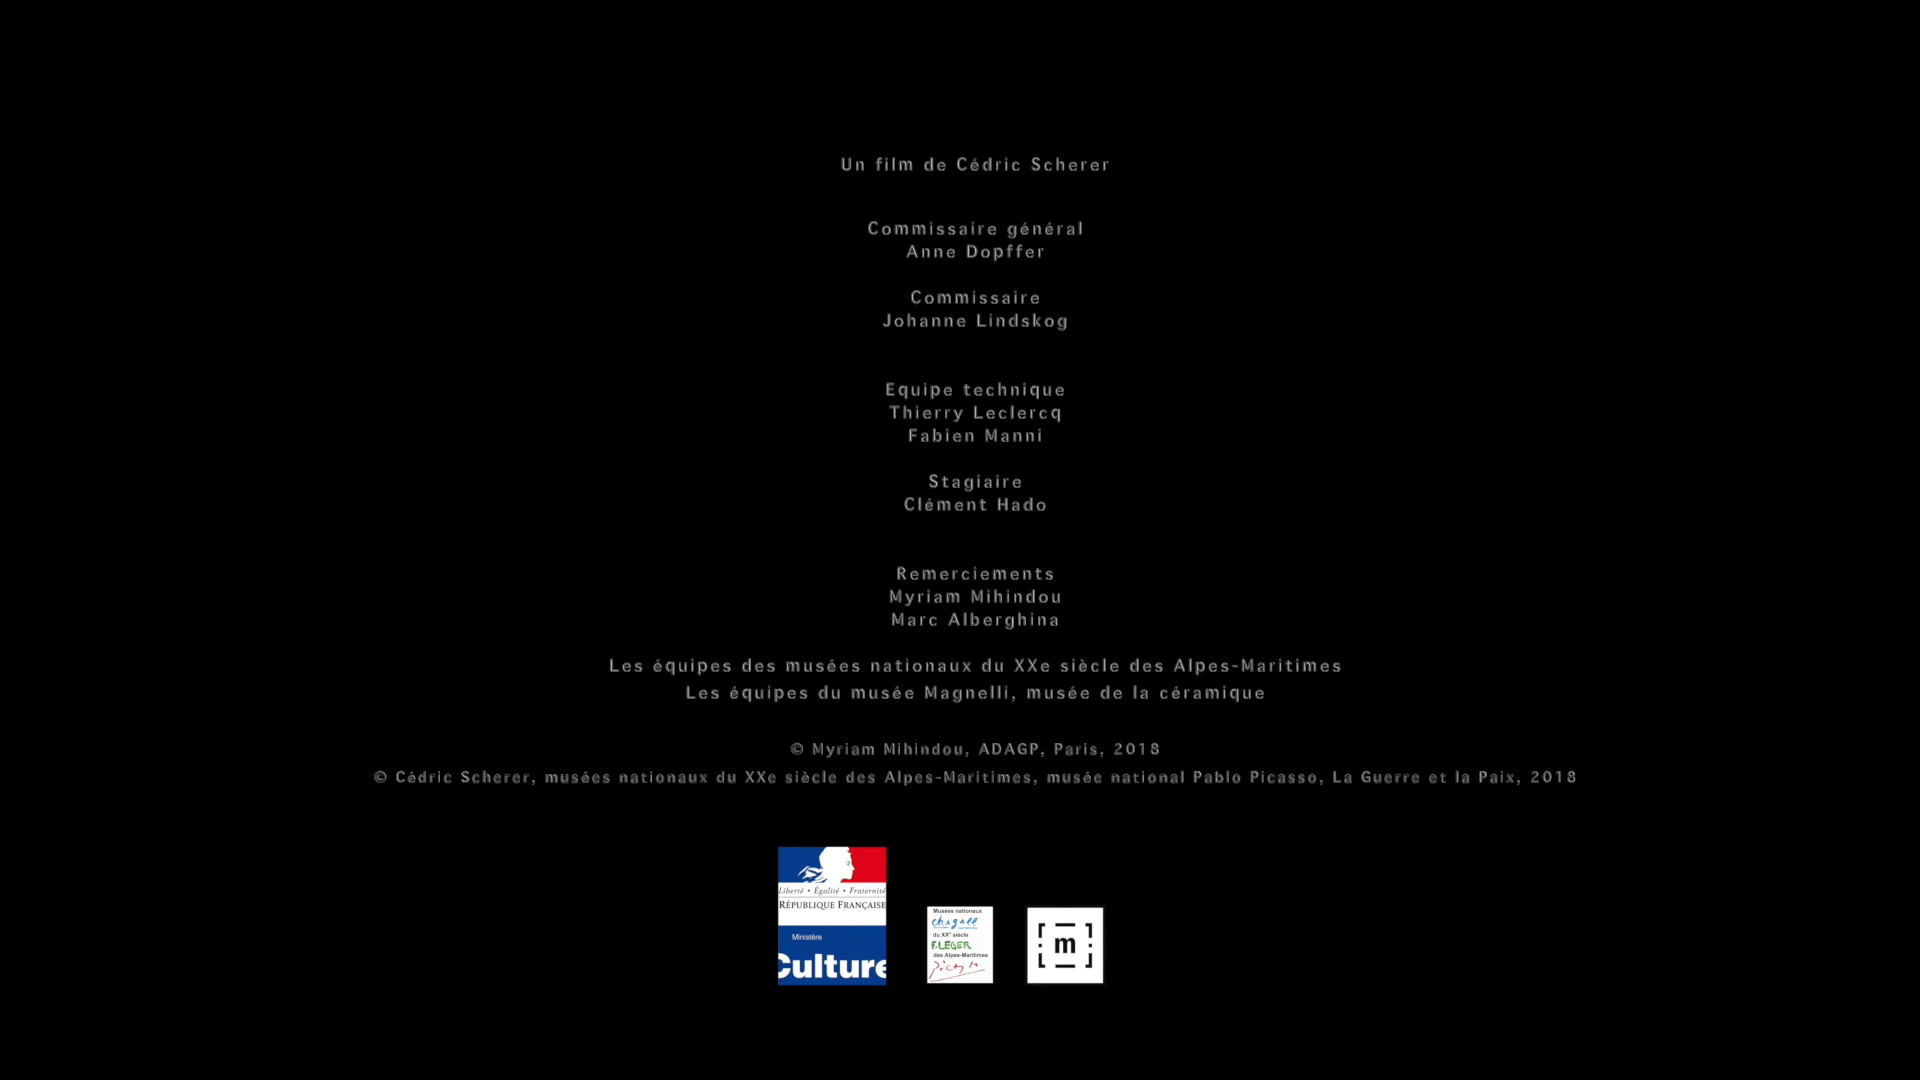 Un film de Cédric Scherer
Commissaire général
Anne Dopffer
Commissaire
Johanne Lindskog
Equipe technique
Thierry Leclercq
Fabien Manni
Stagiaire
Clément Hado
Remerciements
Myriam Mihindou
Marc Alberghina
Les équipes des musées nationaux du XXe siècle des Alpes-Maritimes
Les équipes du musée Magnelli, musée de la céramique
© Myriam Mihindou, ADAGP, Paris, 2018
© Cédric Scherer, musées nationaux du XXe siècle des Alpes-Maritimes, musée national Pablo Picasso, La Guerre et la Paix, 2018
Liberté • Égalité • Fraternité
RÉPUBLIQUE FRANÇAISE
Ministère
Culture
Musées nationaux
chagall
du XXe siècle
F.LEGER
des Alpes-Maritimes
Picasso
[m]